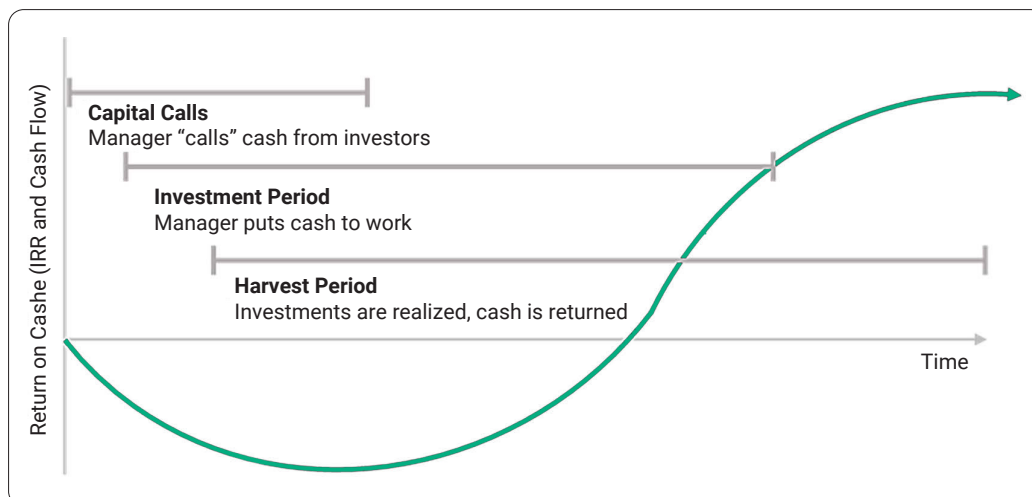 Return on Cashe (IRR and Cash Flow)
Capital Calls
Manager “calls” cash from investors
Investment Period
Manager puts cash to work
Harvest Period
Investments are realized, cash is returned
Time